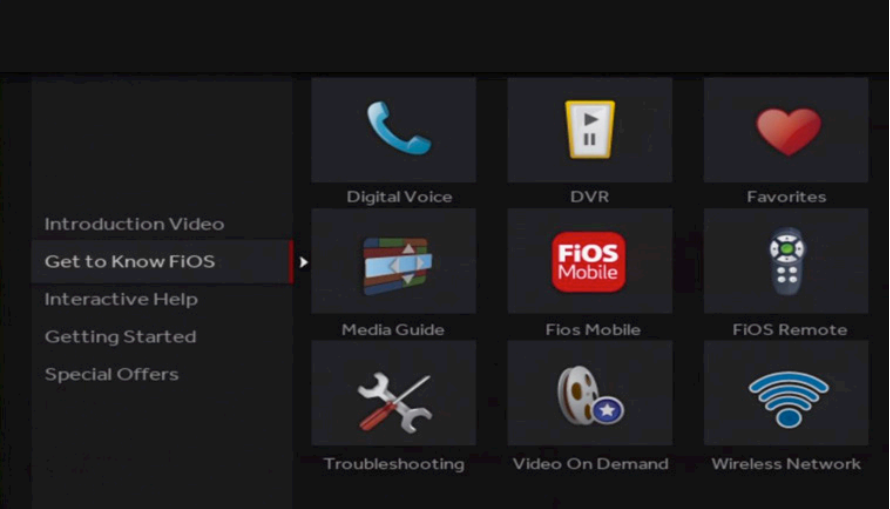 Introduction Video
Get to Know FiOS
Interactive Help
Getting Started
Special Offers
Digital Voice
DVR
Favorites
FiOS
Mobile
Media Guide
Fios Mobile
FiOS Remote
Troubleshooting
Video On Demand
Wireless Network